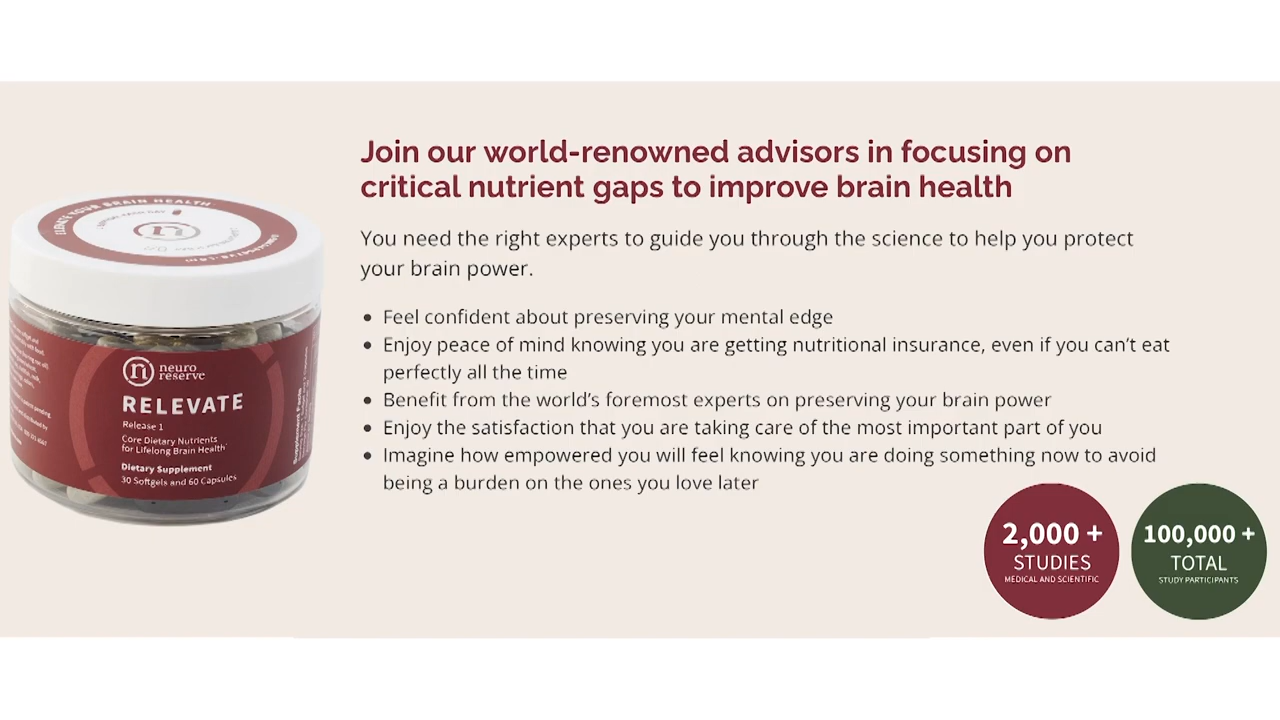 Join our world-renowned advisors in focusing on
critical nutrient gaps to improve brain health
You need the right experts to guide you through the science to help you protect
your brain power.
• Feel confident about preserving your mental edge
• Enjoy peace of mind knowing you are getting nutritional insurance, even if you can’t eat
perfectly all the time
• Benefit from the world’s foremost experts on preserving your brain power
• Enjoy the satisfaction that you are taking care of the most important part of you
• Imagine how empowered you will feel knowing you are doing something now to avoid
being a burden on the ones you love later
YOUR BRAIN HEALTH
n
n neuro
reserve
RELEVATE
Release 1
Core Dietary Nutrients
for Lifelong Brain Health
Dietary Supplement
30 Softgels and 60 Capsules
Supplement Facts
2,000 +
STUDIES
MEDICAL AND SCIENTIFIC
100,000 +
TOTAL
STUDY PARTICIPANTS